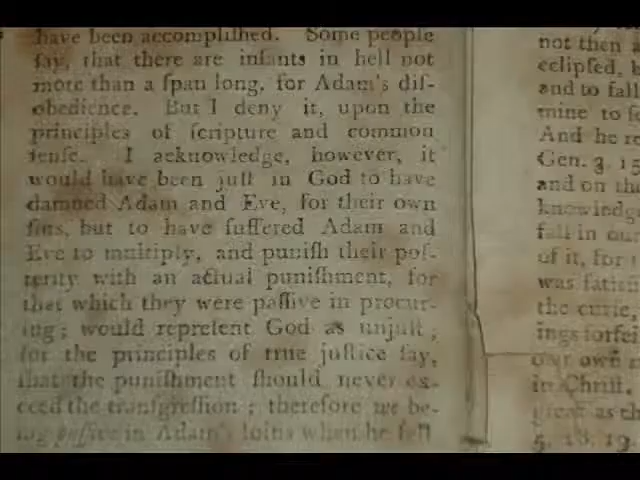 have been accompliſhed. Some people
ſay, that there are infants in hell not
more than a ſpan long, for Adam's diſ-
obedience. But I deny it, upon the
principles of ſcripture and common
ſenſe. I acknowledge, however, it
would have been juſt in God to have
damned Adam and Eve, for their own
ſins, but to have ſuffered Adam and
Eve to multiply, and puniſh their poſ-
terity with an actual puniſhment, for
that which they were paſſive in procur-
ing; would repreſent God as unjuſt;
for the principles of true juſtice ſay,
that the puniſhment ſhould never ex-
ceed the tranſgreſſion; therefore we be-
ing paſſive in Adam's loins when he fell
not then a
eclipſed, b
and to fall
mine to ſ
And he r
Gen. 3. 15
and on th
knowledg
fall in our
of it, for
was fatisfi
the curſe,
ings forfei
our own
in Chriſt.
great as th
5. 18. 19.